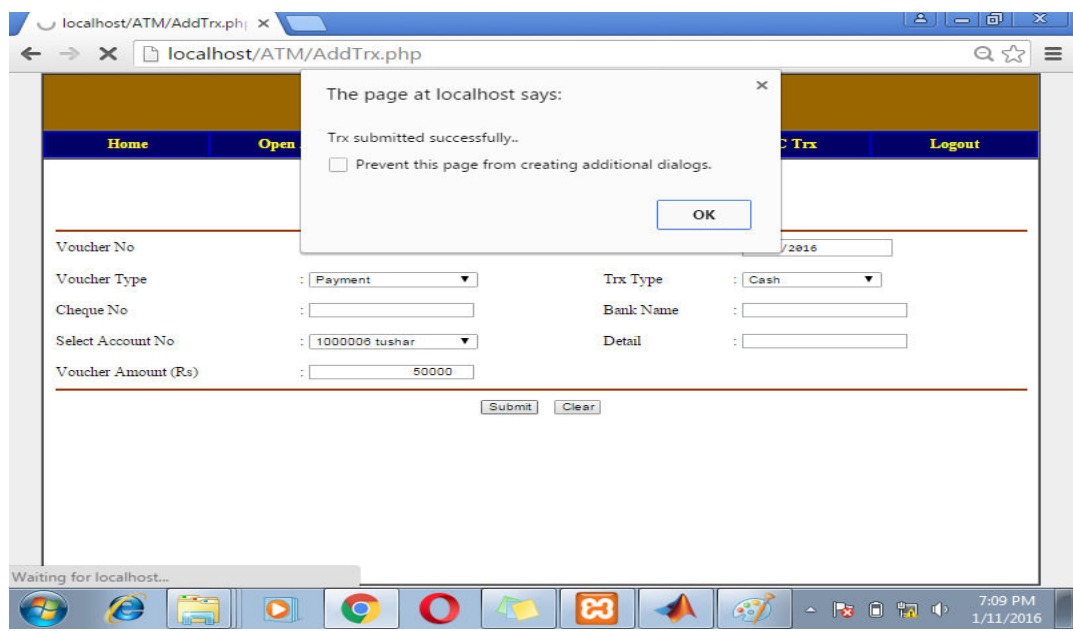 localhost/ATM/AddTrx.ph
localhost/ATM/AddTrx.php
The page at localhost says:
Trx submitted successfully..
Prevent this page from creating additional dialogs.
OK
Home Open Trx Logout
Voucher No /2016
Voucher Type : Payment Trx Type : Cash
Cheque No : Bank Name :
Select Account No : 1000006 tushar Detail :
Voucher Amount (Rs) : 50000
Submit Clear
Waiting for localhost...
7:09 PM
1/11/2016